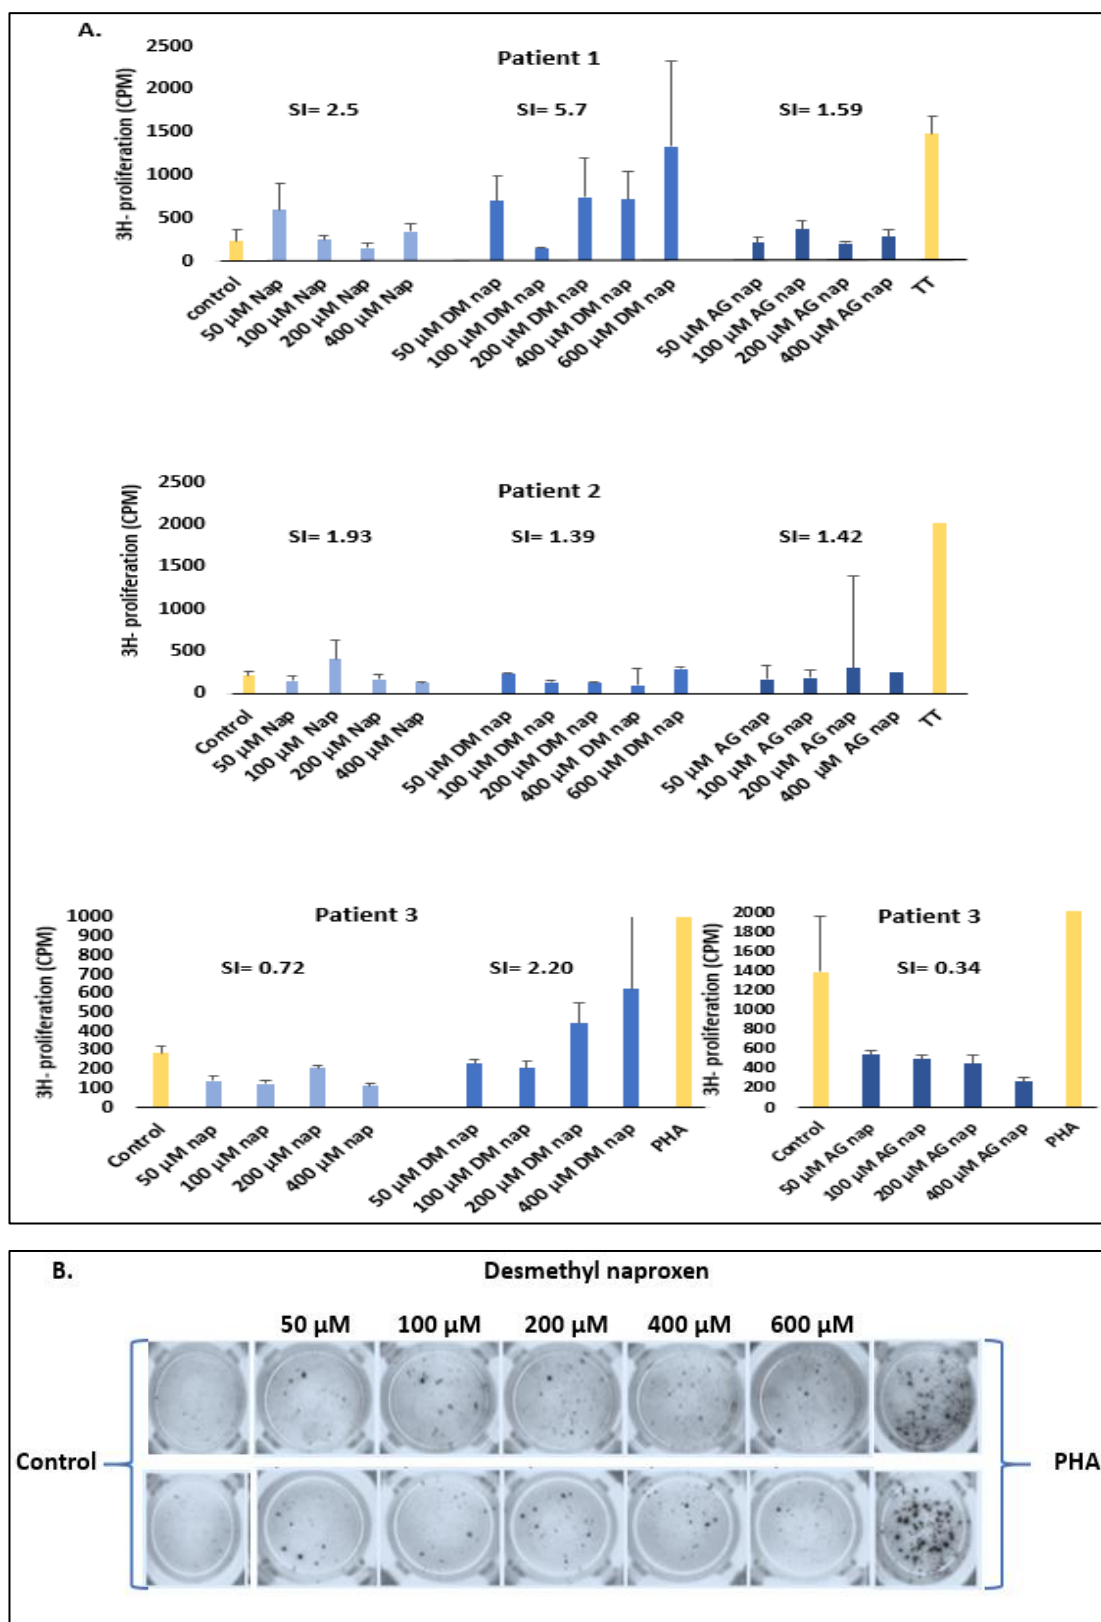 A.
Patient 1
3H- proliferation (CPM)
2500
2000
1500
1000
500
0
SI= 2.5
SI= 5.7
SI= 1.59
control
50 µM Nap
100 µM Nap
200 µM Nap
400 µM Nap
50 µM DM nap
100 µM DM nap
200 µM DM nap
400 µM DM nap
600 µM DM nap
50 µM AG nap
100 µM AG nap
200 µM AG nap
400 µM AG nap
TT
Patient 2
3H- proliferation (CPM)
2500
2000
1500
1000
500
0
SI= 1.93
SI= 1.39
SI= 1.42
Control
50 µM Nap
100 µM Nap
200 µM Nap
400 µM Nap
50 µM DM nap
100 µM DM nap
200 µM DM nap
400 µM DM nap
600 µM DM nap
50 µM AG nap
100 µM AG nap
200 µM AG nap
400 µM AG nap
TT
Patient 3
3H- proliferation (CPM)
1000
900
800
700
600
500
400
300
200
100
0
SI= 0.72
SI= 2.20
Control
50 µM nap
100 µM nap
200 µM nap
400 µM nap
50 µM DM nap
100 µM DM nap
200 µM DM nap
400 µM DM nap
PHA
Patient 3
3H- proliferation (CPM)
2000
1800
1600
1400
1200
1000
800
600
400
200
0
SI= 0.34
Control
50 µM AG nap
100 µM AG nap
200 µM AG nap
400 µM AG nap
PHA
B.
Desmethyl naproxen
50 µM 100 µM 200 µM 400 µM 600 µM
Control
PHA